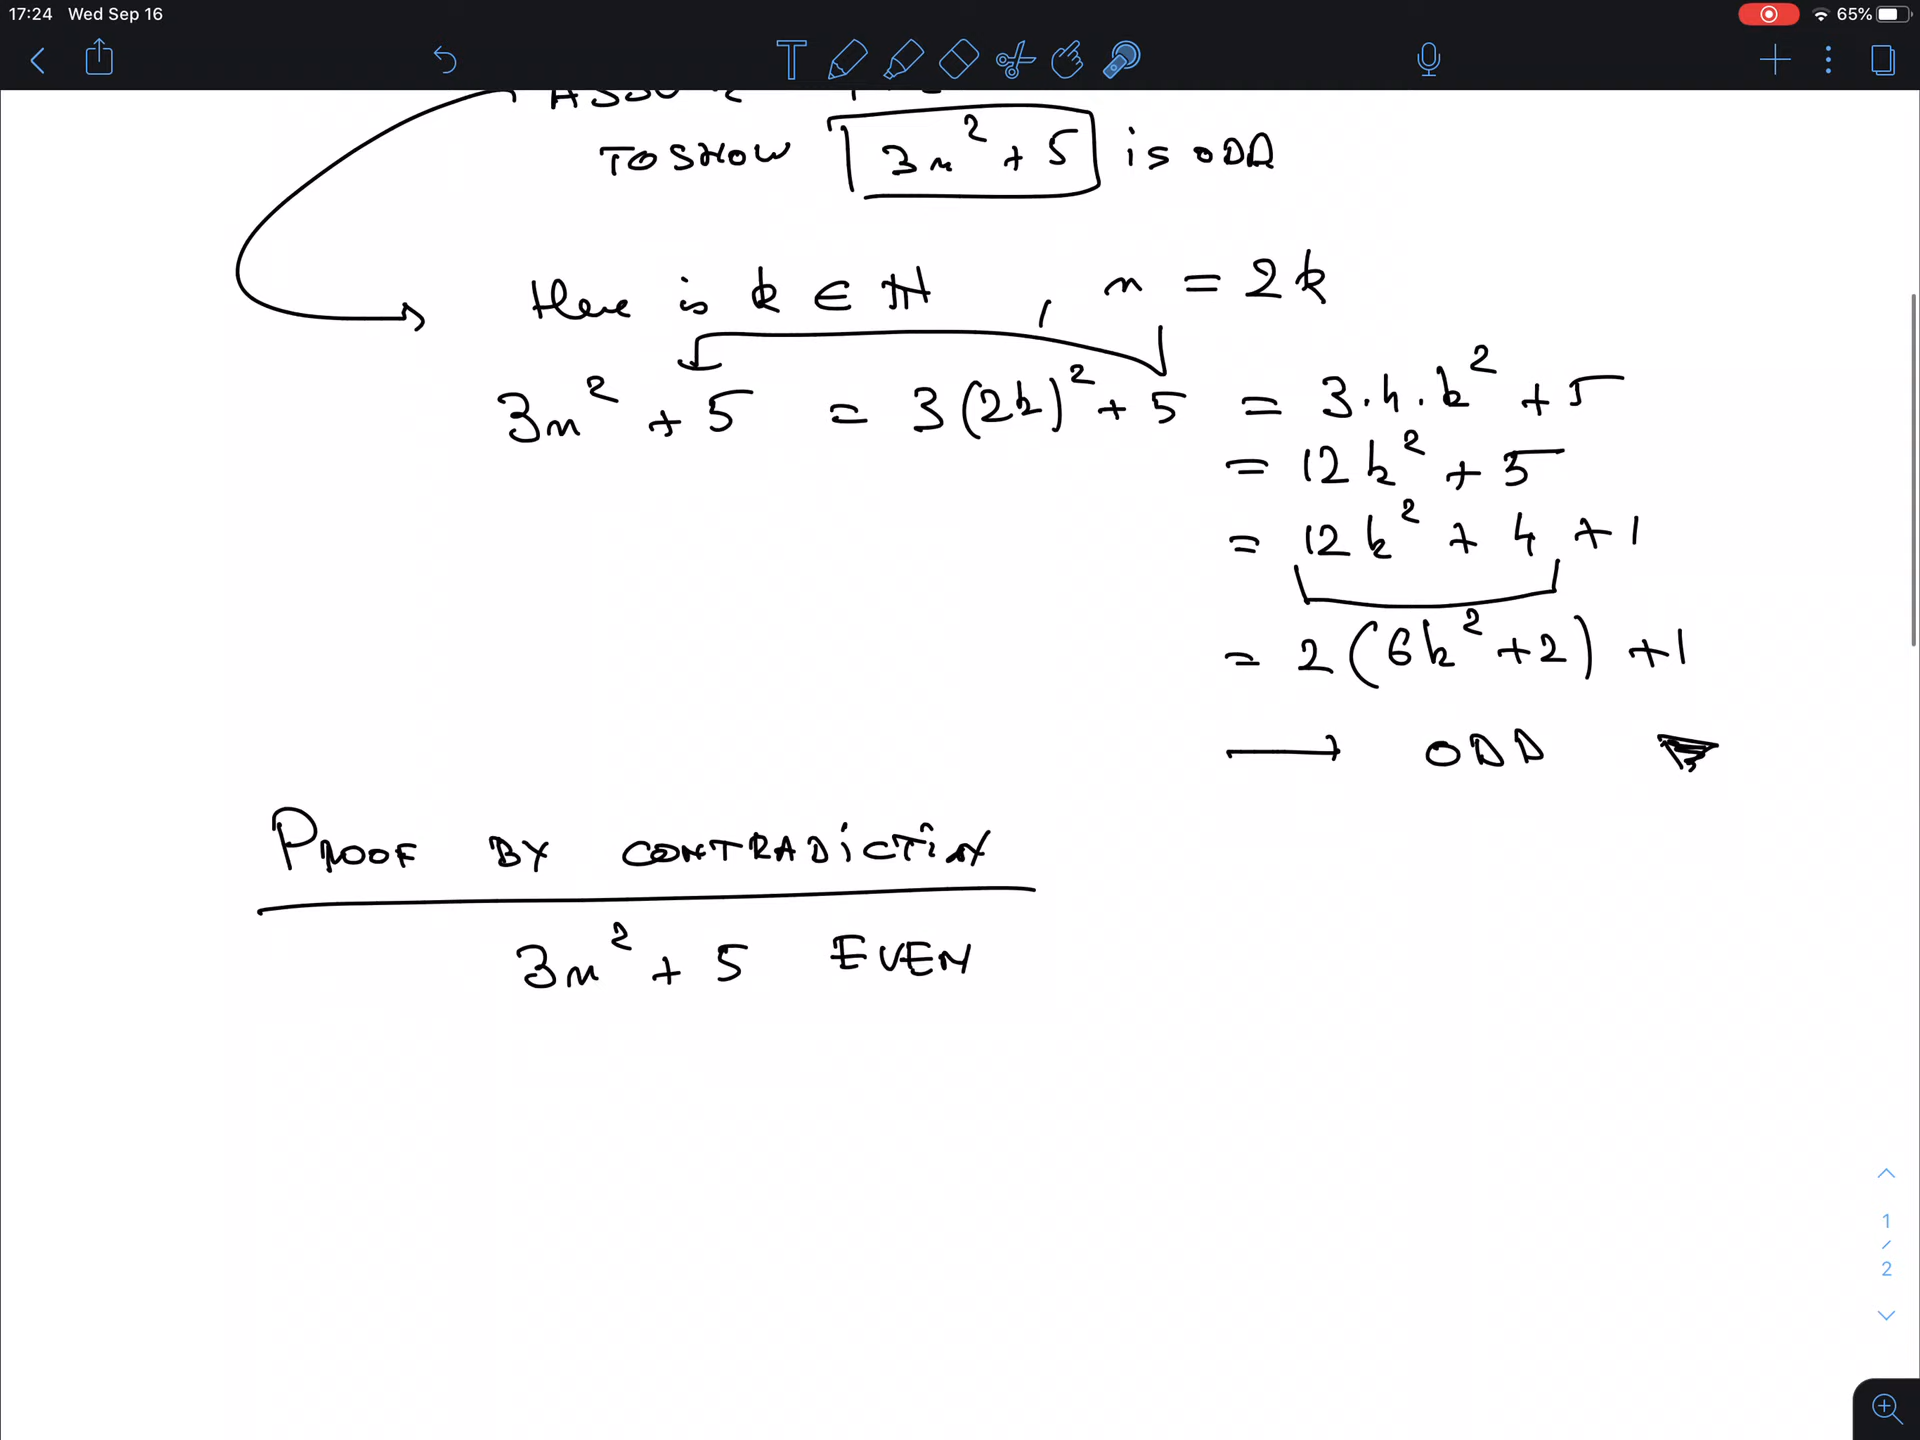 17:24 Wed Sep 16 65%
TO SHOW 3n² + 5 is ODD
there is k ∈ ℕ, n = 2k
3n² + 5 = 3(2k)² + 5 = 3·4·k² + 5
= 12k² + 5
= 12k² + 4 + 1
= 2(6k² + 2) + 1
→ ODD
PROOF BY CONTRADICTION
3n² + 5 EVEN
1
/
2